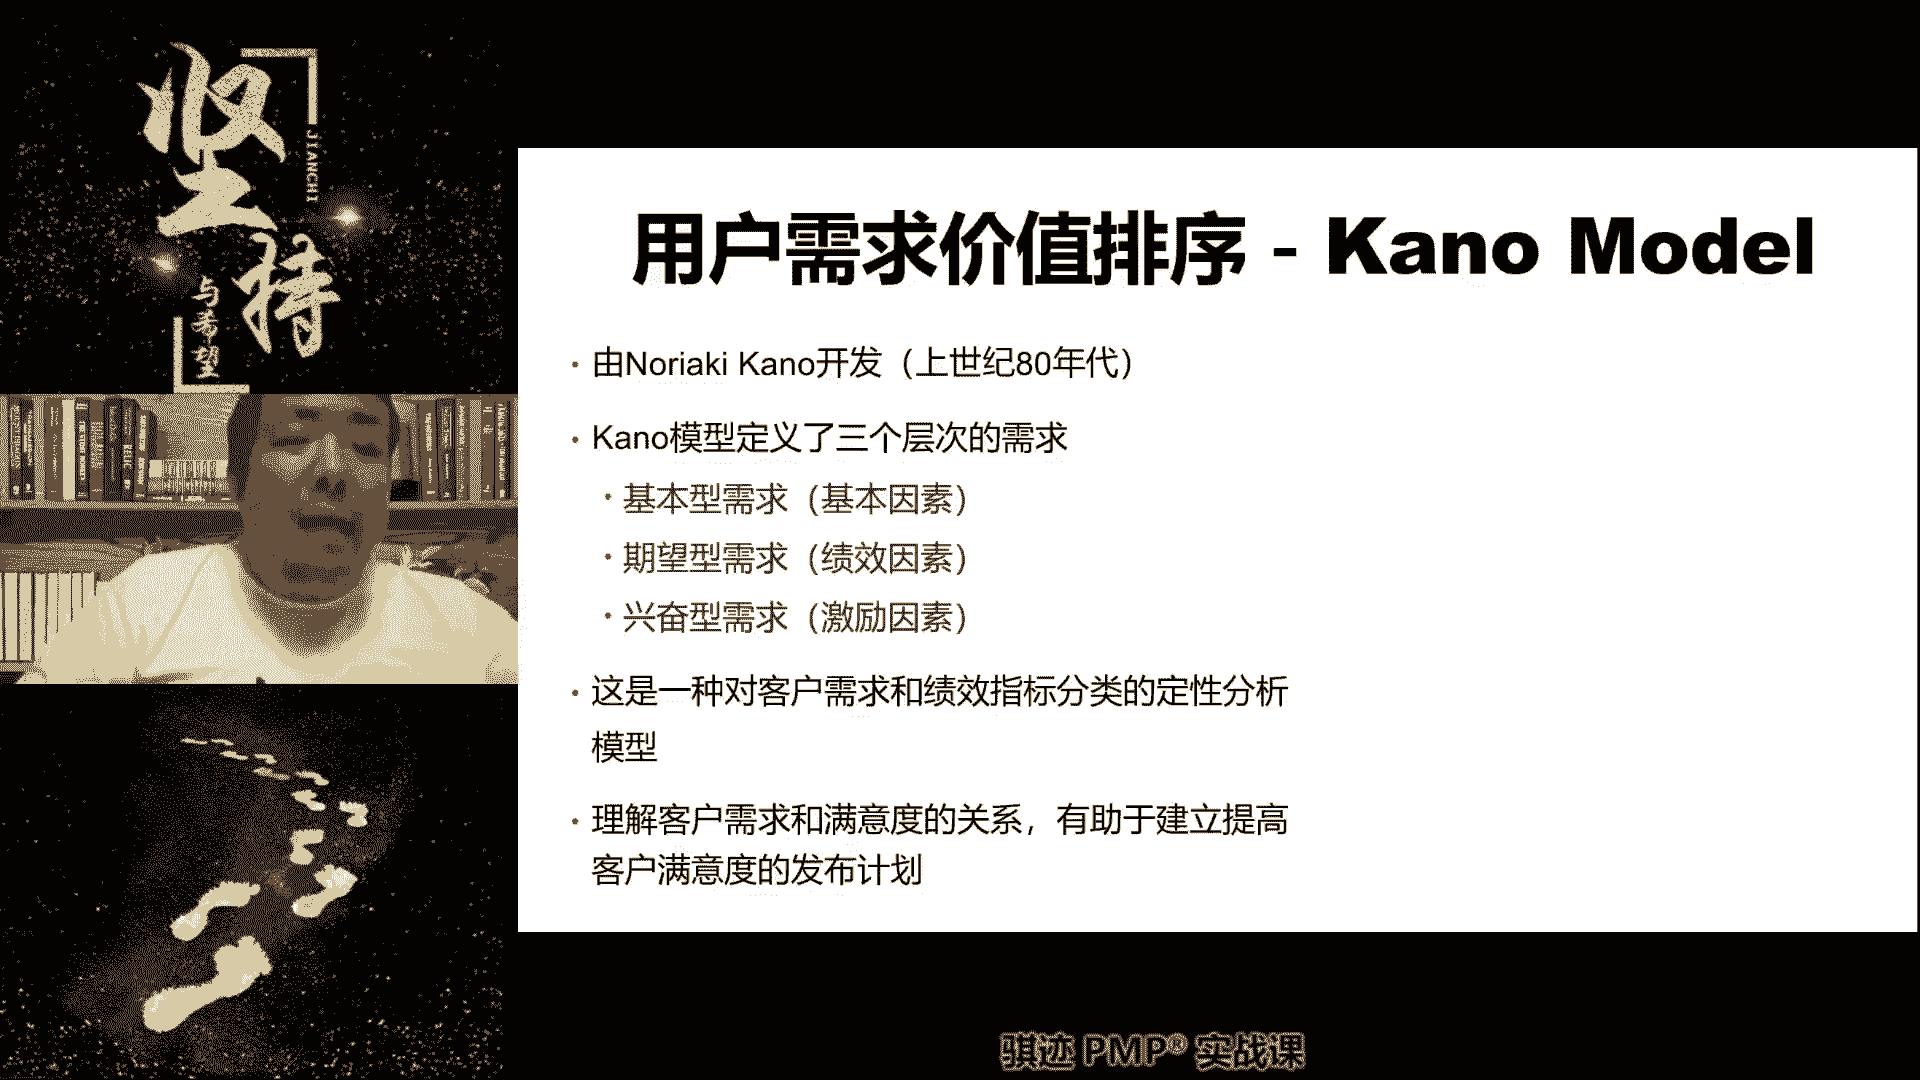 坚持
JIANCHI
与希望
用户需求价值排序 - Kano Model
· 由Noriaki Kano开发（上世纪80年代）
· Kano模型定义了三个层次的需求
· 基本型需求（基本因素）
· 期望型需求（绩效因素）
· 兴奋型需求（激励因素）
· 这是一种对客户需求和绩效指标分类的定性分析
模型
· 理解客户需求和满意度的关系，有助于建立提高
客户满意度的发布计划
骐迹 PMP® 实战课